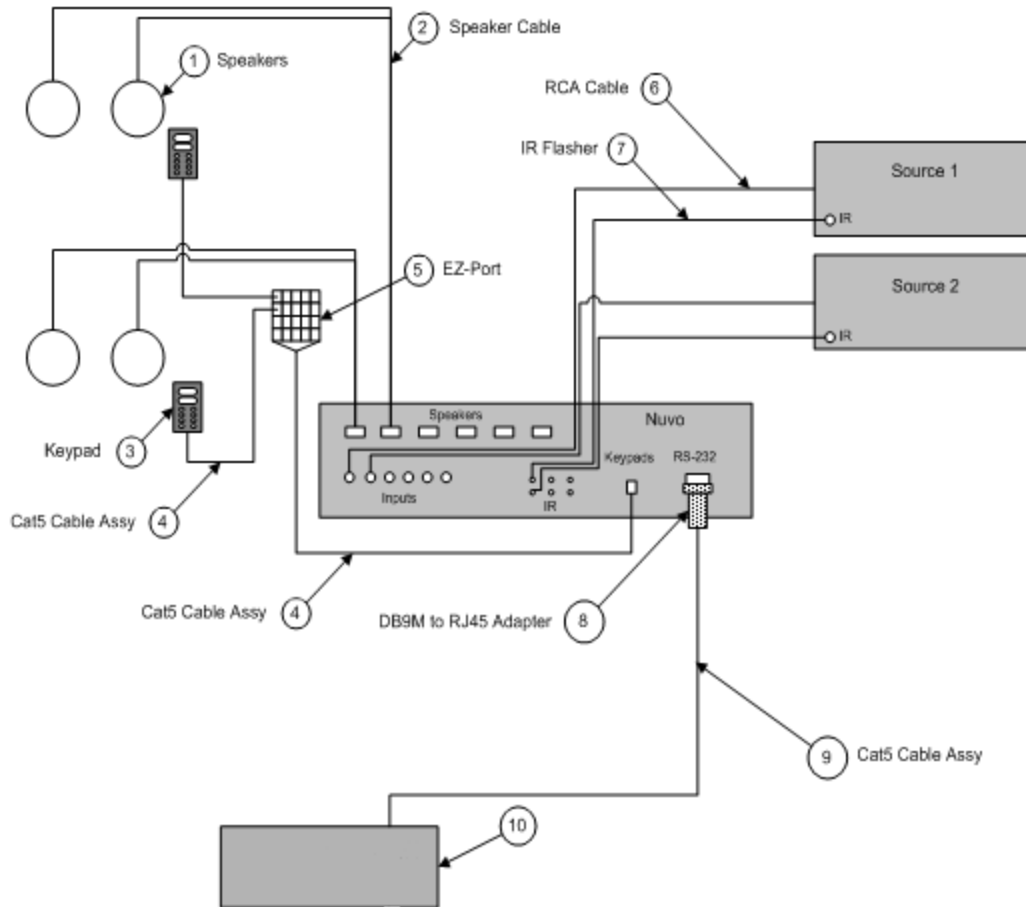 2 Speaker Cable
1 Speakers
RCA Cable 6
IR Flasher 7
Source 1
IR
5 EZ-Port
Source 2
IR
Speakers
Nuvo
Keypad 3
Keypads RS-232
Inputs
IR
Cat5 Cable Assy 4
Cat5 Cable Assy 4
DB9M to RJ45 Adapter 8
9 Cat5 Cable Assy
10